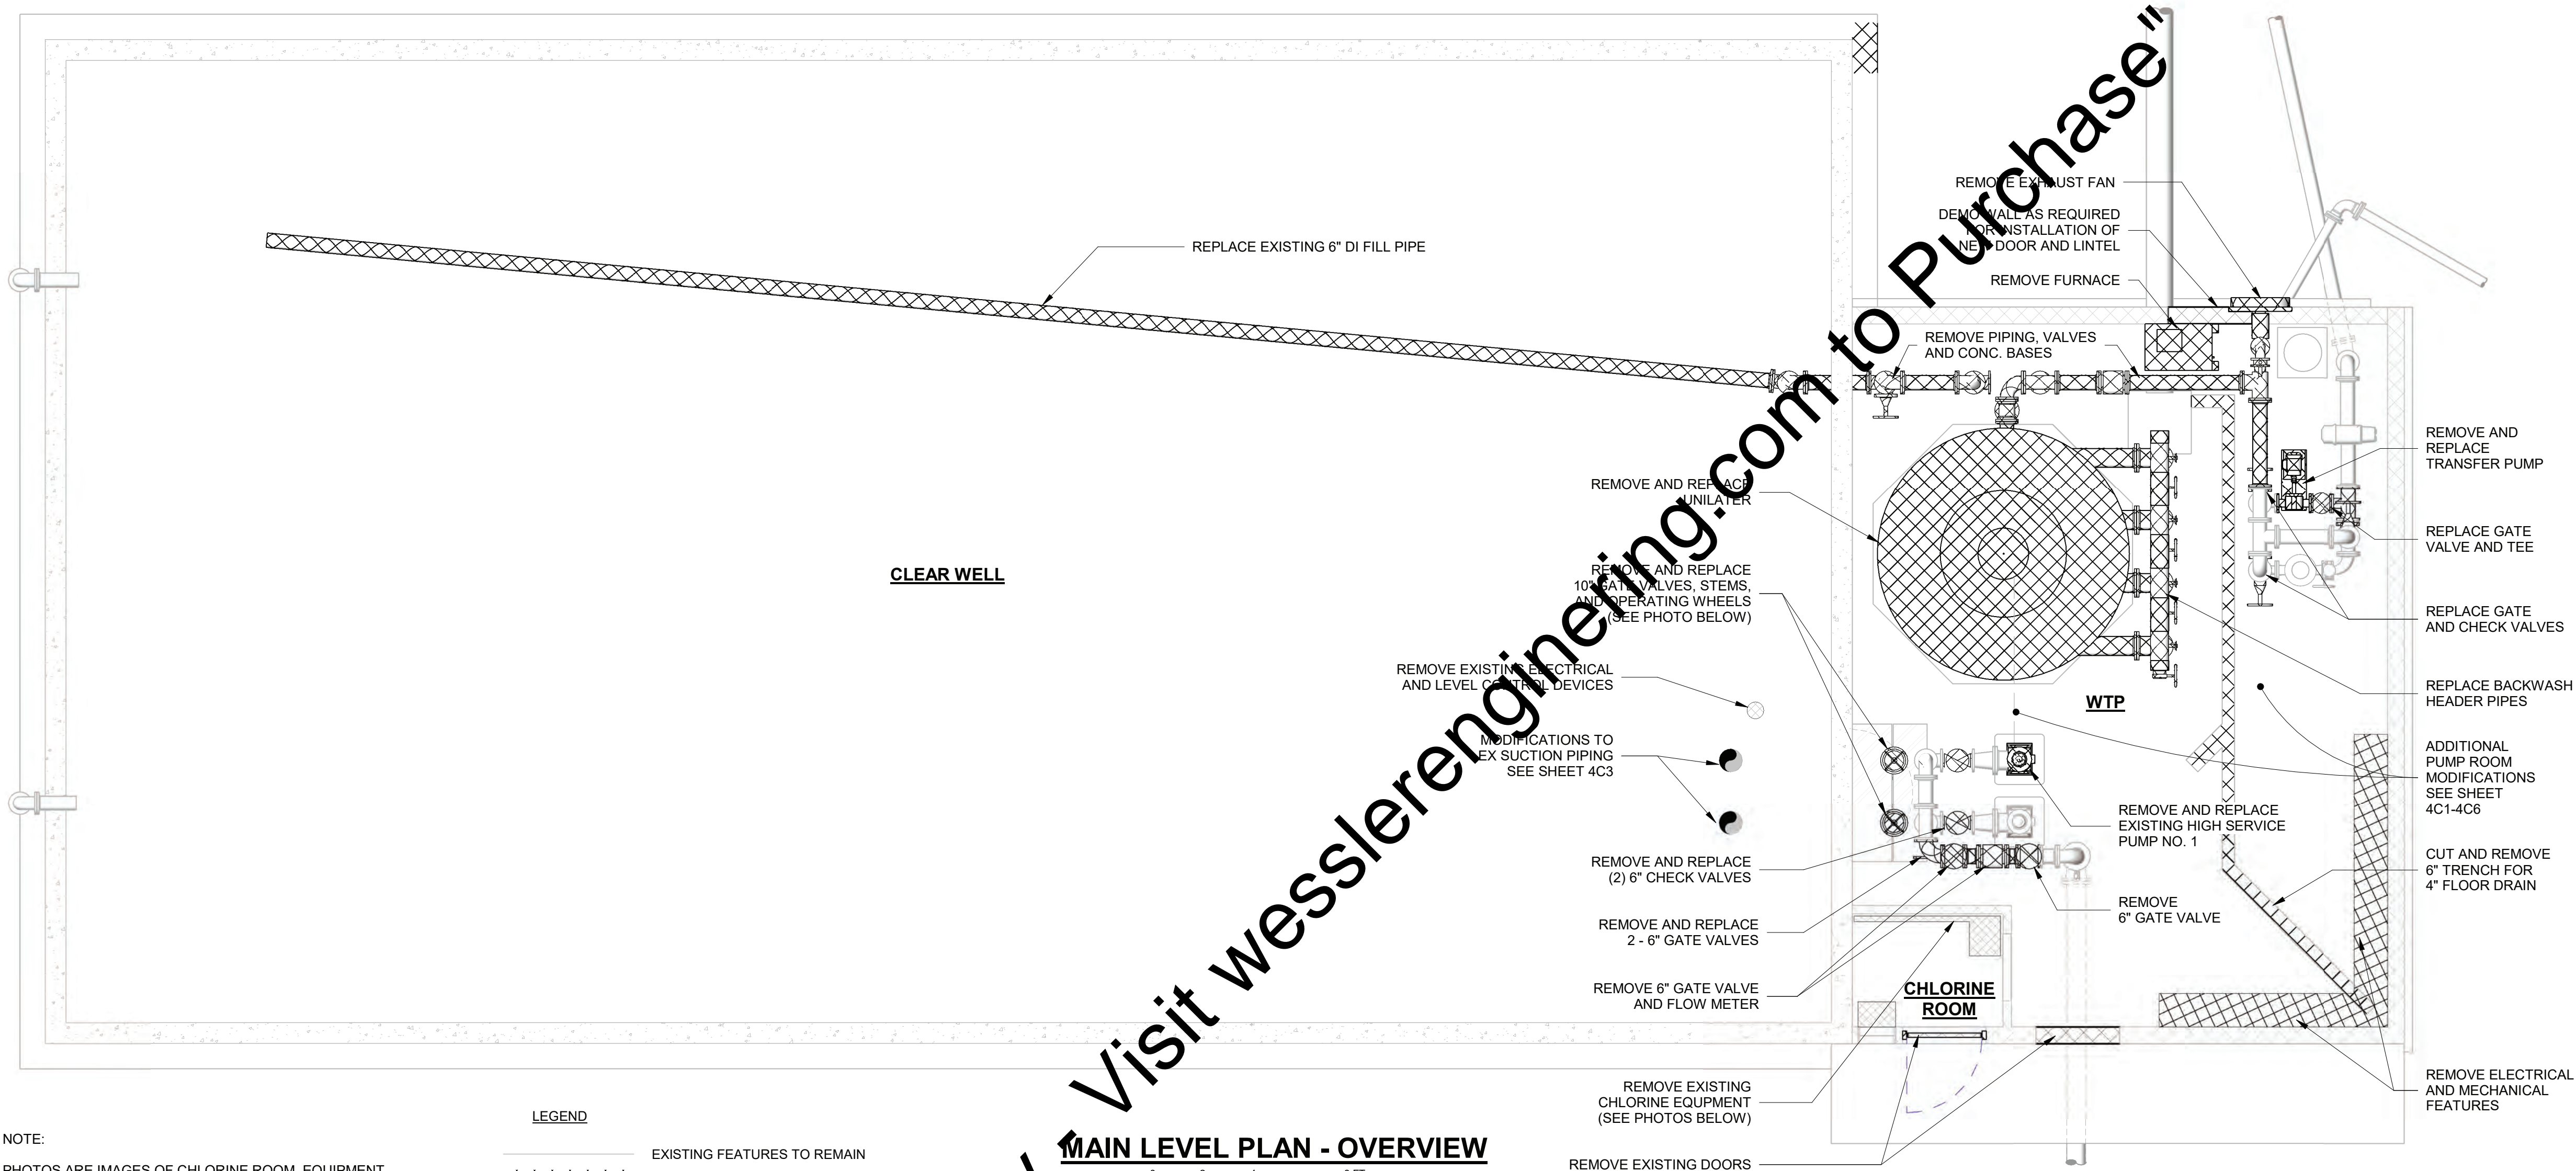 REMOVE EXHAUST FAN
DEMO WALL AS REQUIRED
FOR INSTALLATION OF
NEW DOOR AND LINTEL
REPLACE EXISTING 6" DI FILL PIPE
REMOVE FURNACE
REMOVE PIPING, VALVES
AND CONC. BASES
REMOVE AND
REPLACE
TRANSFER PUMP
REMOVE AND REPLACE
UNILATER
REPLACE GATE
VALVE AND TEE
CLEAR WELL
REMOVE AND REPLACE
10" GATE VALVES, STEMS,
AND OPERATING WHEELS
(SEE PHOTO BELOW)
REPLACE GATE
AND CHECK VALVES
REMOVE EXISTING ELECTRICAL
AND LEVEL CONTROL DEVICES
REPLACE BACKWASH
HEADER PIPES
WTP
MODIFICATIONS TO
EX SUCTION PIPING
SEE SHEET 4C3
ADDITIONAL
PUMP ROOM
MODIFICATIONS
SEE SHEET
4C1-4C6
REMOVE AND REPLACE
EXISTING HIGH SERVICE
PUMP NO. 1
REMOVE AND REPLACE
(2) 6" CHECK VALVES
CUT AND REMOVE
6" TRENCH FOR
4" FLOOR DRAIN
REMOVE
6" GATE VALVE
REMOVE AND REPLACE
2 - 6" GATE VALVES
REMOVE 6" GATE VALVE
AND FLOW METER
CHLORINE
ROOM
REMOVE EXISTING
CHLORINE EQUPMENT
(SEE PHOTOS BELOW)
REMOVE ELECTRICAL
AND MECHANICAL
FEATURES
LEGEND
NOTE:
EXISTING FEATURES TO REMAIN
MAIN LEVEL PLAN - OVERVIEW
REMOVE EXISTING DOORS
PHOTOS ARE IMAGES OF CHLORINE ROOM, EQUIPMENT
- Visit wesslerengineering.com to Purchase"